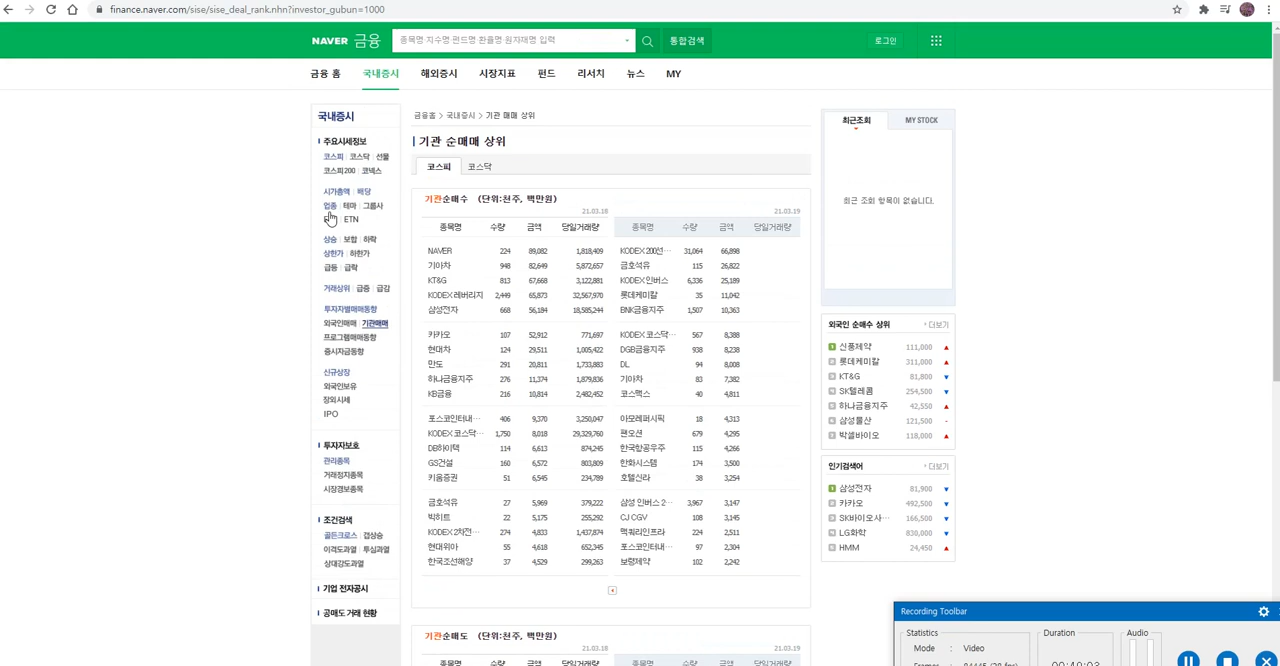 finance.naver.com/sise/sise_deal_rank.nhn?investor_gubun=1000
NAVER 금융
종목명·지수명·펀드명·환율명·원자재명 입력
통합검색
로그인
금융 홈 국내증시 해외증시 시장지표 펀드 리서치 뉴스 MY
국내증시
주요시세정보
코스피 코스닥 선물
코스피200 코넥스
시가총액 배당
업종 테마 그룹사
ETN
상승 보합 하락
상한가 하한가
급등 급락
거래상위 급증 급감
투자자별매매동향
외국인매매 기관매매
프로그램매매동향
증시자금동향
신규상장
외국인보유
장외시세
IPO
투자자보호
관리종목
거래정지종목
시장경보종목
조건검색
골든크로스 갭상승
이격도과열 투심과열
상대강도과열
기업 전자공시
공매도 거래 현황
금융홈 > 국내증시 > 기관 매매 상위
기관 순매매 상위
코스피 코스닥
기관순매수 (단위:천주, 백만원)
21.03.18 21.03.19
종목명 수량 금액 당일거래량 종목명 수량 금액 당일거래량
NAVER 224 89,082 1,818,409 KODEX 200선… 31,064 66,898
기아차 948 82,649 5,872,657 금호석유 115 26,822
KT&G 813 67,668 3,122,881 KODEX 인버스 6,336 25,189
KODEX 레버리지 2,449 65,873 32,567,970 롯데케미칼 35 11,042
삼성전자 668 56,184 18,585,244 BNK금융지주 1,507 10,363
카카오 107 52,912 771,697 KODEX 코스닥… 567 8,388
현대차 124 29,511 1,005,422 DGB금융지주 938 8,238
만도 291 20,811 1,733,883 DL 94 8,008
하나금융지주 276 11,374 1,879,836 기아차 83 7,382
KB금융 216 10,814 2,482,452 코스맥스 40 4,811
포스코인터내… 406 9,370 3,250,047 아모레퍼시픽 18 4,313
KODEX 코스닥… 1,750 8,018 29,329,760 팬오션 679 4,295
DB하이텍 114 6,613 874,245 한국항공우주 115 4,266
GS건설 160 6,572 803,809 한화시스템 174 3,500
키움증권 51 6,545 234,789 호텔신라 38 3,254
금호석유 27 5,969 379,222 삼성 인버스 2… 3,967 3,147
빅히트 22 5,175 255,292 CJ CGV 108 3,145
KODEX 2차전… 274 4,833 1,437,874 맥쿼리인프라 224 2,511
현대위아 55 4,618 652,345 포스코인터내… 97 2,304
한국조선해양 37 4,529 299,263 보령제약 102 2,242
기관순매도 (단위:천주, 백만원)
21.03.18 21.03.19
종목명 수량 금액 당일거래량 종목명 수량 금액 당일거래량
최근조회 MY STOCK
최근 조회 항목이 없습니다.
외국인 순매수 상위 더보기
1 신풍제약 111,000 ▲
2 롯데케미칼 311,000 ▲
3 KT&G 81,800 ▼
4 SK텔레콤 254,500 ▼
5 하나금융지주 42,550 ▲
6 삼성물산 121,500 -
7 박셀바이오 118,000 ▲
인기검색어 더보기
1 삼성전자 81,900 ▼
2 카카오 492,500 ▼
3 SK바이오사… 166,500 ▼
4 LG화학 830,000 ▼
5 HMM 24,450 ▲
Recording Toolbar
Statistics Duration Audio
Mode : Video